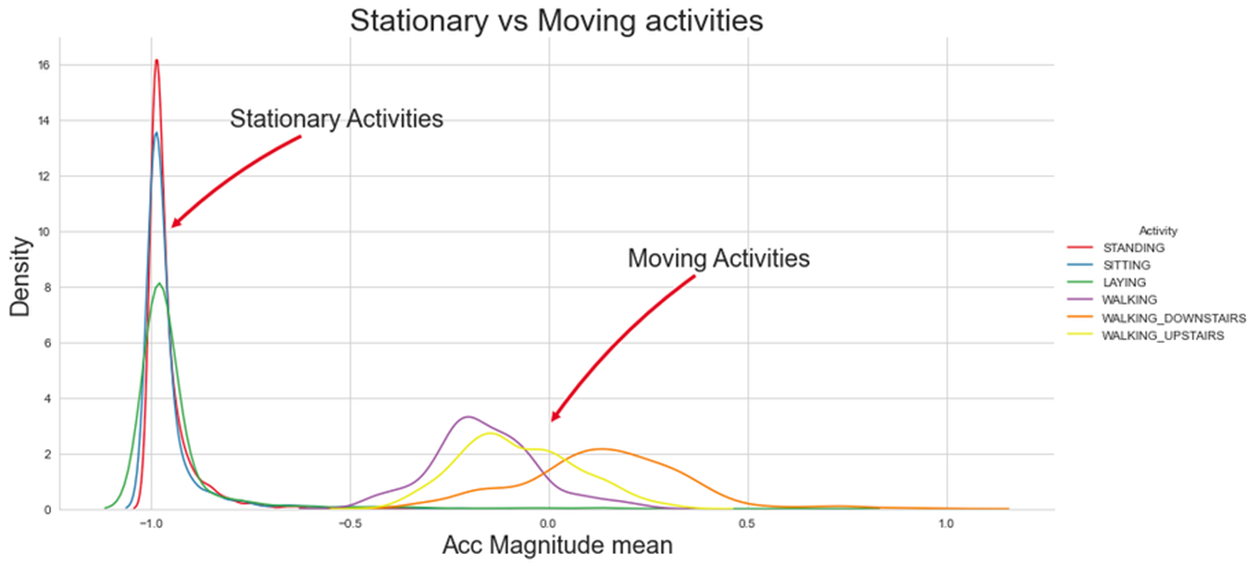 Stationary vs Moving activities
16
14
12
10
8
6
4
2
0
Density
Stationary Activities
Moving Activities
−1.0
−0.5
0.0
0.5
1.0
Acc Magnitude mean
Activity
STANDING
SITTING
LAYING
WALKING
WALKING_DOWNSTAIRS
WALKING_UPSTAIRS